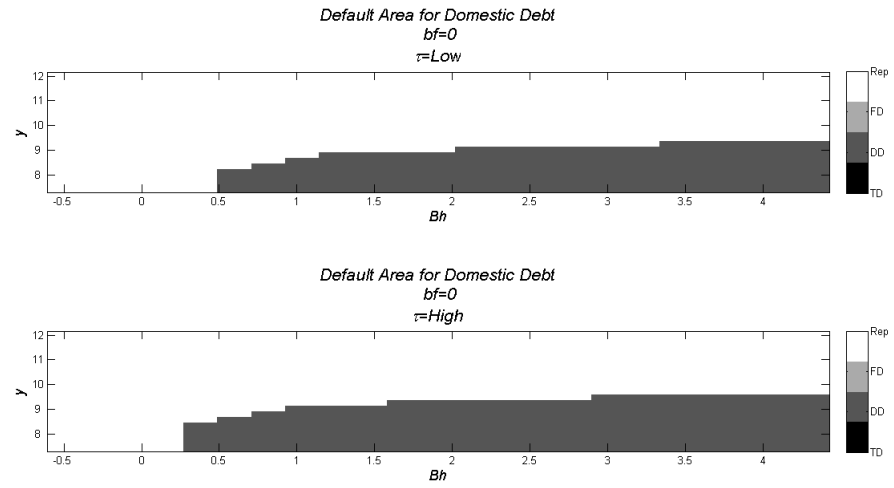 Default Area for Domestic Debt
bf=0
τ=Low
12
11
10
9
8
y
-0.5 0 0.5 1 1.5 2 2.5 3 3.5 4
Bh
Rep
FD
DD
TD
Default Area for Domestic Debt
bf=0
τ=High
12
11
10
9
8
y
-0.5 0 0.5 1 1.5 2 2.5 3 3.5 4
Bh
Rep
FD
DD
TD